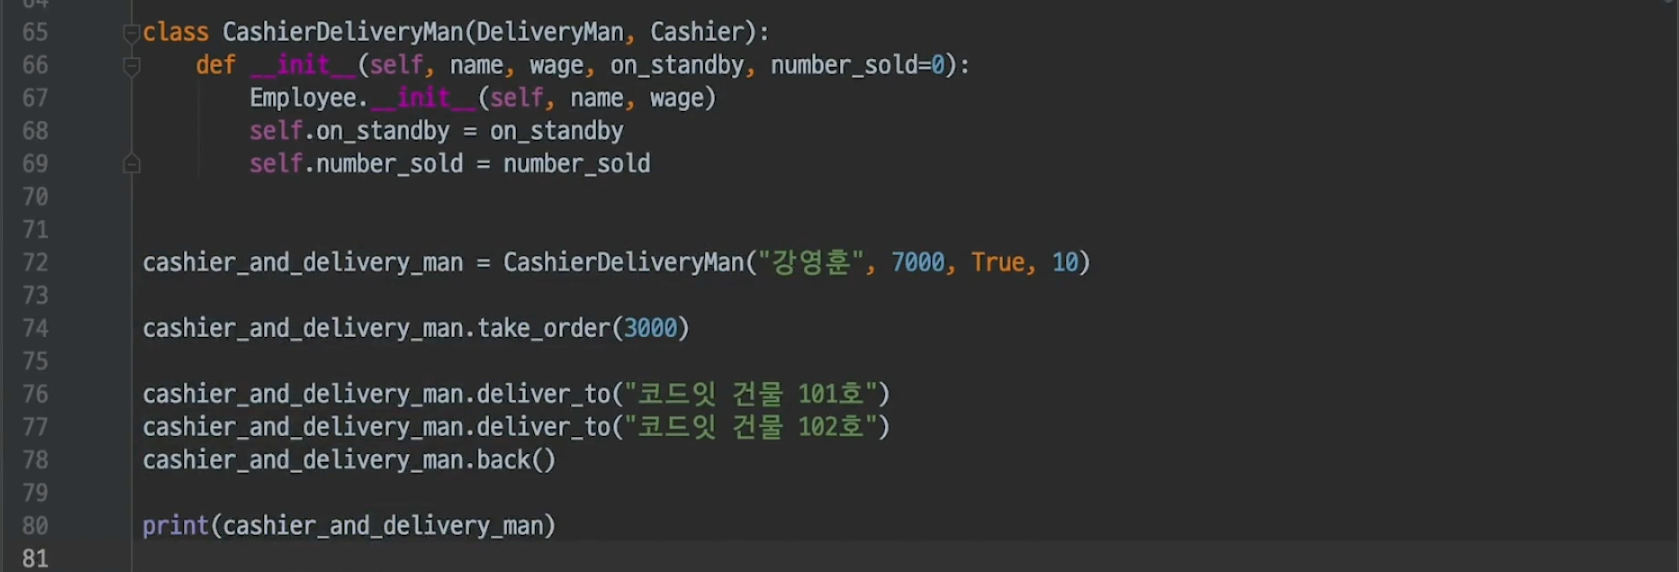 64
65 class CashierDeliveryMan(DeliveryMan, Cashier):
66     def __init__(self, name, wage, on_standby, number_sold=0):
67         Employee.__init__(self, name, wage)
68         self.on_standby = on_standby
69         self.number_sold = number_sold
70
71
72 cashier_and_delivery_man = CashierDeliveryMan("강영훈", 7000, True, 10)
73
74 cashier_and_delivery_man.take_order(3000)
75
76 cashier_and_delivery_man.deliver_to("코드잇 건물 101호")
77 cashier_and_delivery_man.deliver_to("코드잇 건물 102호")
78 cashier_and_delivery_man.back()
79
80 print(cashier_and_delivery_man)
81